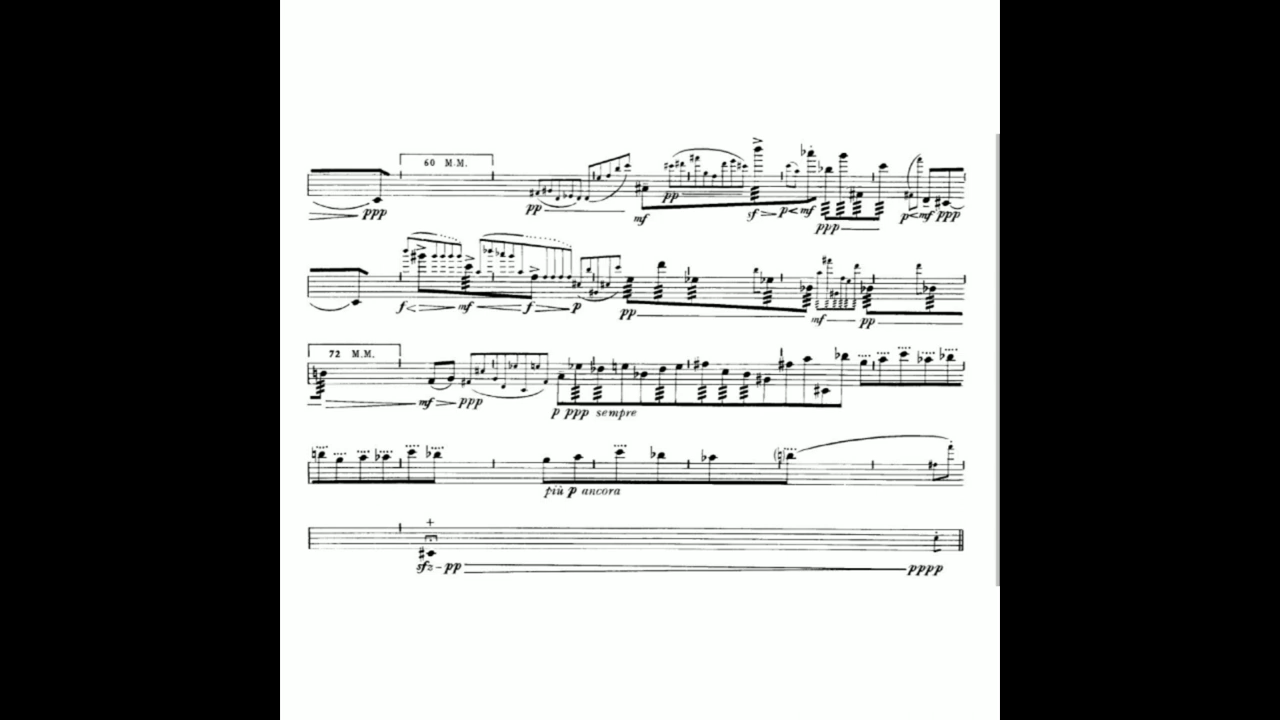 60 M.M.
ppp pp mf pp sf p<mf ppp p<mf ppp
f mf f p pp mf pp
72 M.M.
mf ppp p ppp sempre
più p ancora
sfz-pp pppp